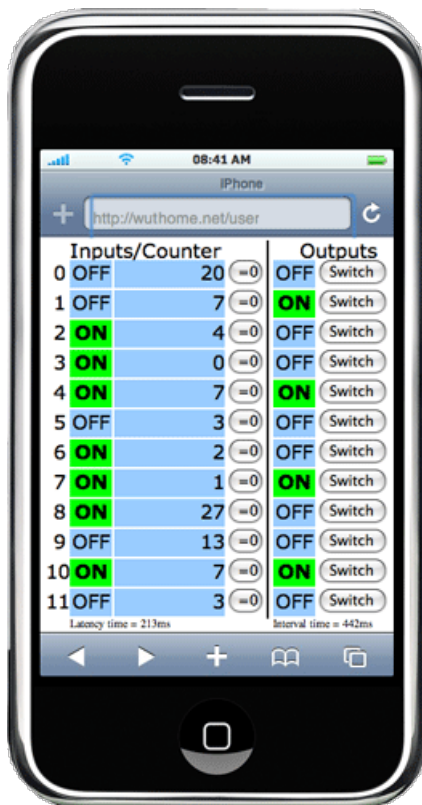 08:41 AM
iPhone
http://wuthome.net/user
Inputs/Counter Outputs
0 OFF 20 =0 OFF Switch
1 OFF 7 =0 ON Switch
2 ON 4 =0 OFF Switch
3 ON 0 =0 OFF Switch
4 ON 7 =0 ON Switch
5 OFF 3 =0 OFF Switch
6 ON 2 =0 OFF Switch
7 ON 1 =0 ON Switch
8 ON 27 =0 OFF Switch
9 OFF 13 =0 OFF Switch
10 ON 7 =0 ON Switch
11 OFF 3 =0 OFF Switch
Latency time = 213ms Interval time = 442ms